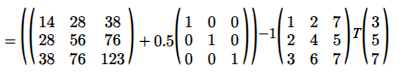 = ( ( 14 28 38
28 56 76
38 76 123 ) + 0.5 ( 1 0 0
0 1 0
0 0 1 ) ) −1 ( 1 2 7
2 4 5
3 6 7 ) T ( 3
5
7 )